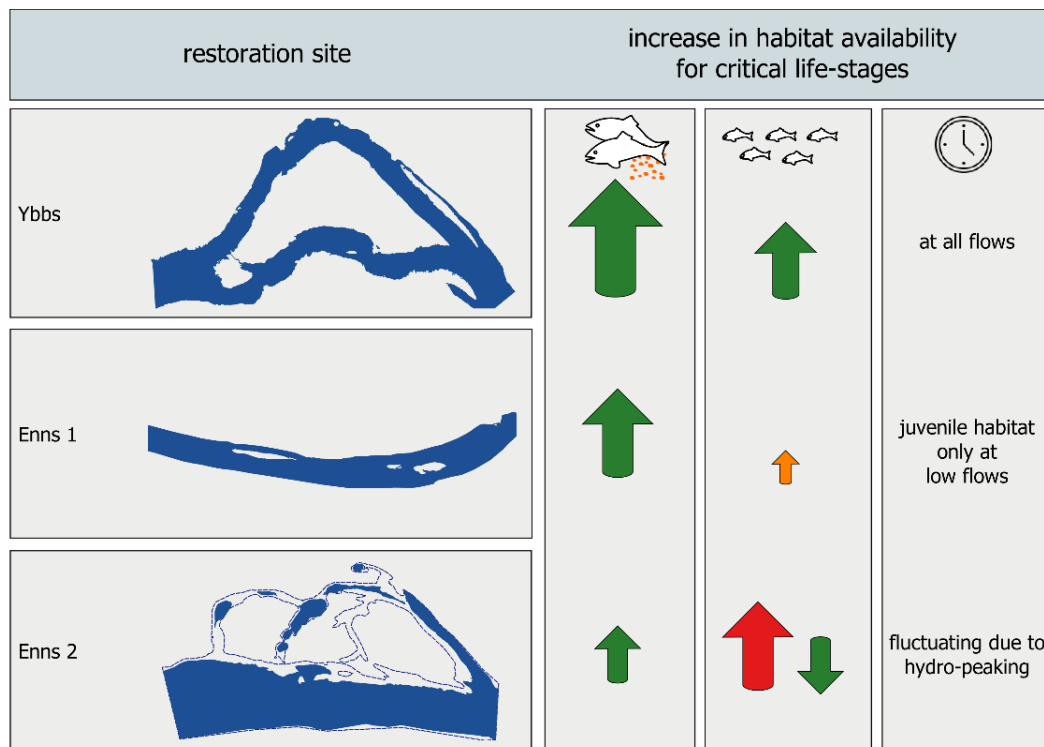 restoration site
increase in habitat availability
for critical life-stages
Ybbs
at all flows
Enns 1
juvenile habitat
only at
low flows
Enns 2
fluctuating due to
hydro-peaking